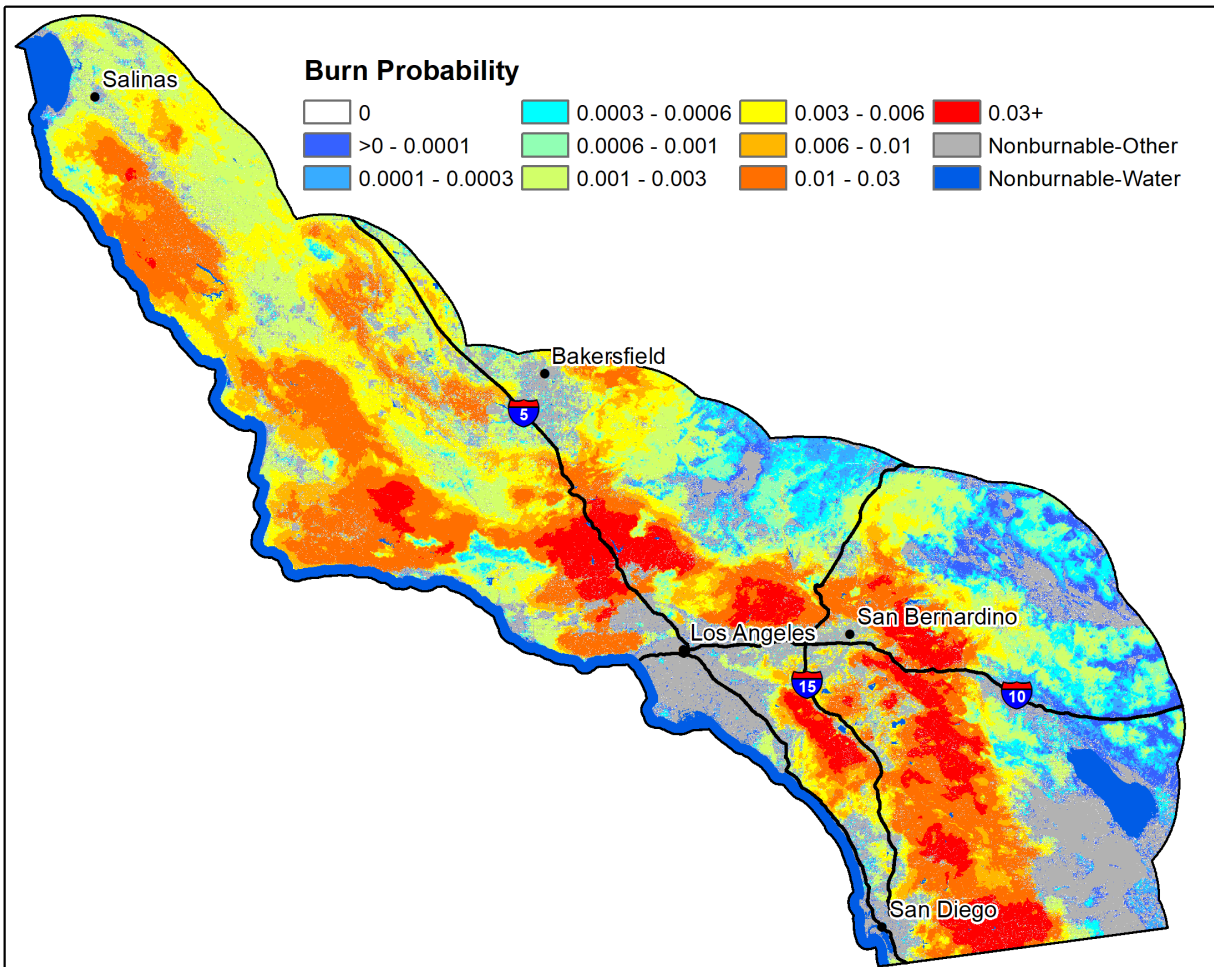 Burn Probability
0
>0 - 0.0001
0.0001 - 0.0003
0.0003 - 0.0006
0.0006 - 0.001
0.001 - 0.003
0.003 - 0.006
0.006 - 0.01
0.01 - 0.03
0.03+
Nonburnable-Other
Nonburnable-Water
Salinas
Bakersfield
5
San Bernardino
Los Angeles
15
10
San Diego